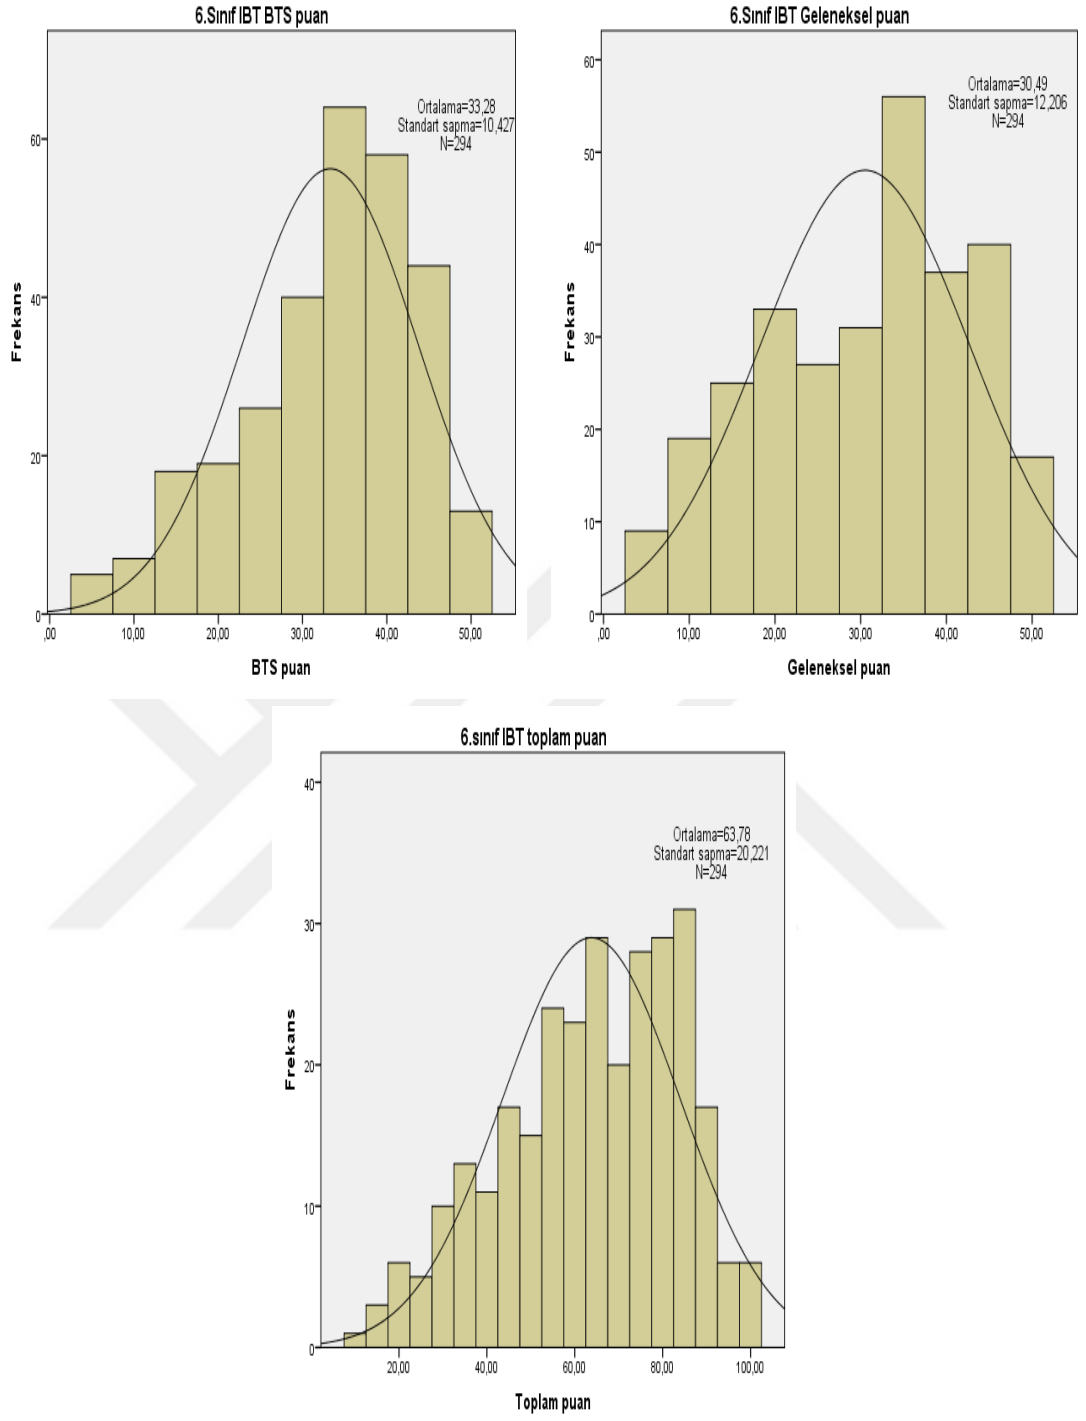 6.Sınıf IBT BTS puan
Ortalama=33,28
Standart sapma=10,427
N=294
60
40
20
0
Frekans
,00 10,00 20,00 30,00 40,00 50,00
BTS puan
6.Sınıf IBT Geleneksel puan
Ortalama=30,49
Standart sapma=12,206
N=294
60
50
40
30
20
10
0
Frekans
,00 10,00 20,00 30,00 40,00 50,00
Geleneksel puan
6.sınıf IBT toplam puan
Ortalama=63,78
Standart sapma=20,221
N=294
40
30
20
10
0
Frekans
20,00 40,00 60,00 80,00 100,00
Toplam puan